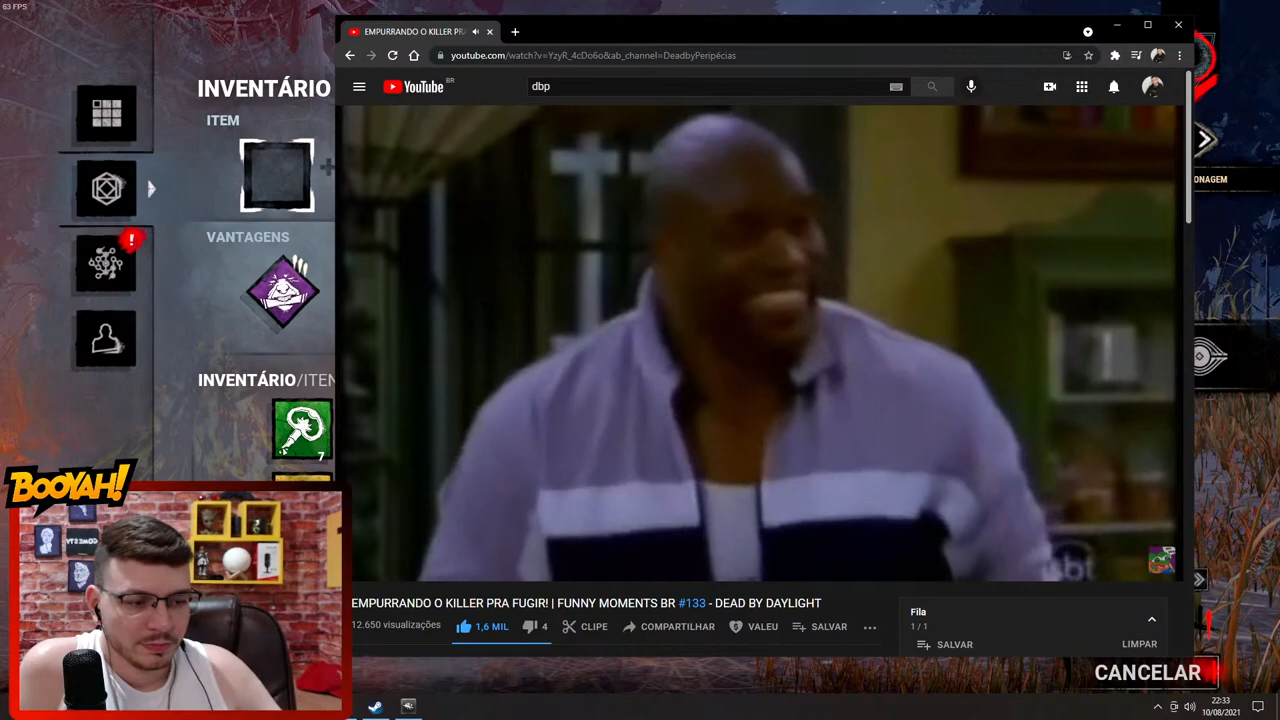 63 FPS
EMPURRANDO O KILLER PR
youtube.com/watch?v=YzyR_4cDo6o&ab_channel=DeadbyPeripécias
YouTube BR
dbp
INVENTÁRIO
ITEM
ONAGEM
VANTAGENS
INVENTÁRIO/ITEN
7
BOOYAH!
sbt
EMPURRANDO O KILLER PRA FUGIR! | FUNNY MOMENTS BR #133 - DEAD BY DAYLIGHT
12.650 visualizações
1,6 MIL
4
CLIPE
COMPARTILHAR
VALEU
SALVAR
Fila
1 / 1
SALVAR
LIMPAR
CANCELAR
22:33
10/08/2021